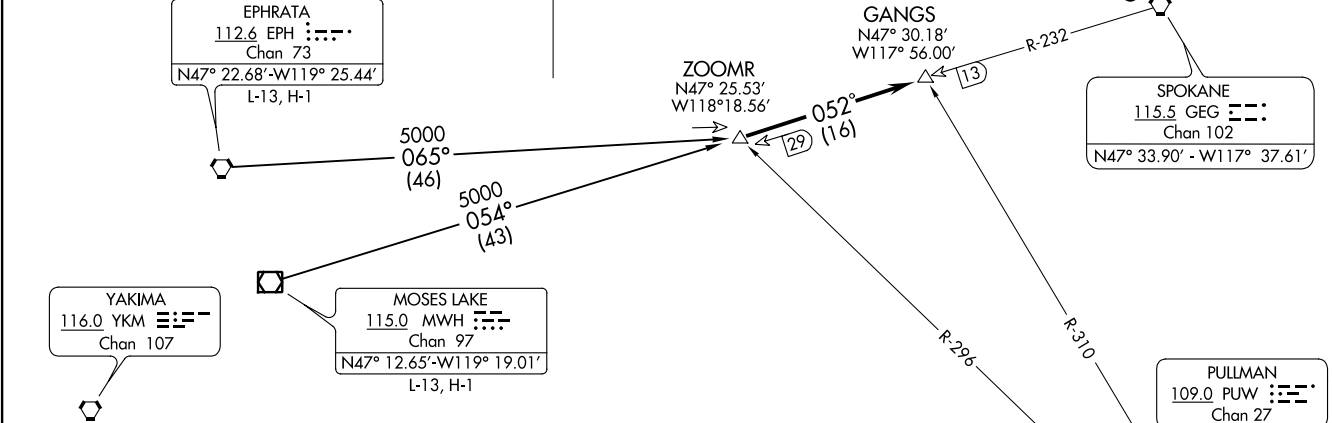 EPHRATA
112.6 EPH
Chan 73
N47° 22.68'-W119° 25.44'
L-13, H-1
GANGS
N47° 30.18'
W117° 56.00'
R-232
13
ZOOMR
N47° 25.53'
W118°18.56'
SPOKANE
115.5 GEG
Chan 102
N47° 33.90' - W117° 37.61'
052°
(16)
29
5000
065°
(46)
5000
054°
(43)
YAKIMA
116.0 YKM
Chan 107
MOSES LAKE
115.0 MWH
Chan 97
N47° 12.65'-W119° 19.01'
L-13, H-1
R-296
R-310
PULLMAN
109.0 PUW
Chan 27